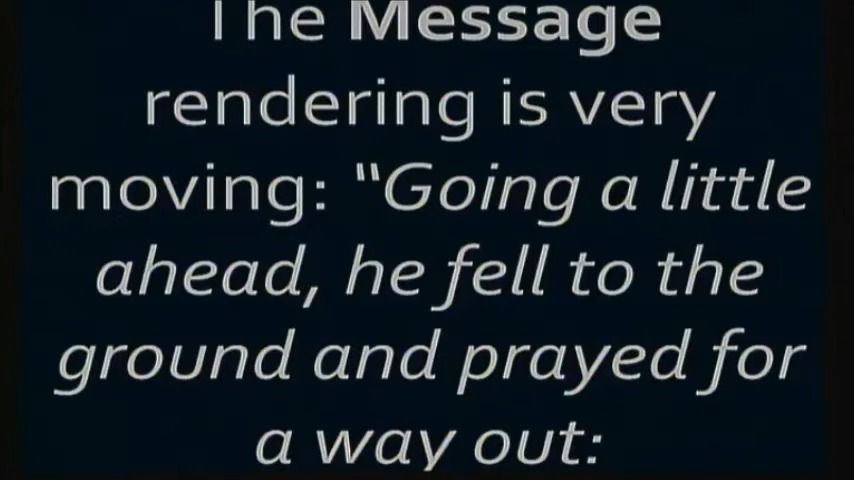 The Message
rendering is very
moving: “Going a little
ahead, he fell to the
ground and prayed for
a way out: